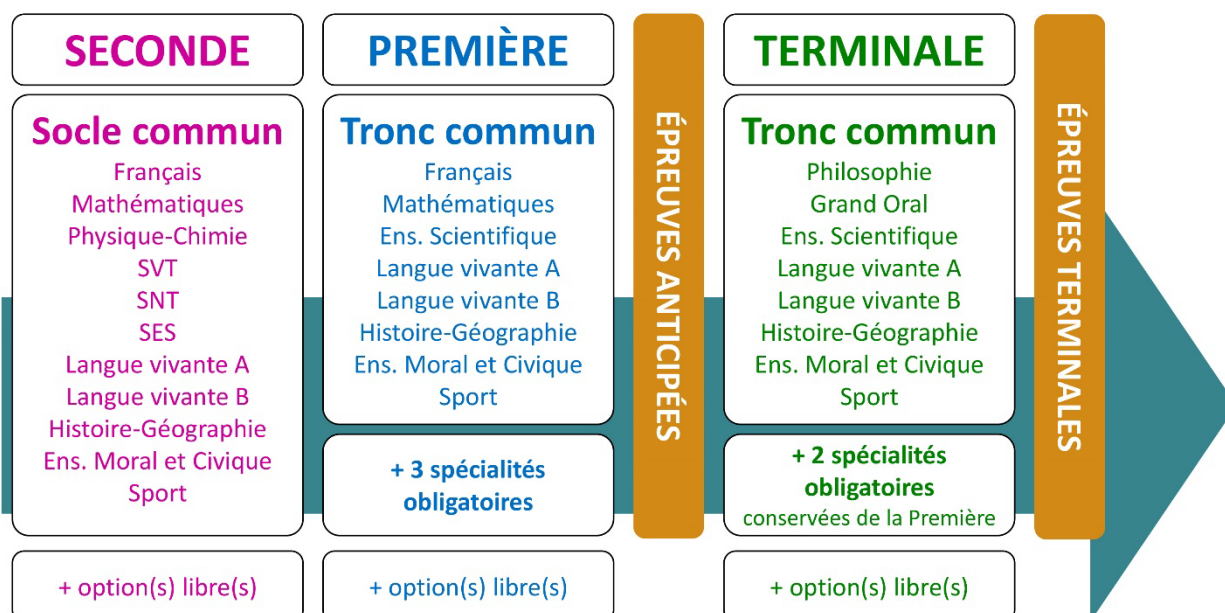 SECONDE
Socle commun
Français
Mathématiques
Physique-Chimie
SVT
SNT
SES
Langue vivante A
Langue vivante B
Histoire-Géographie
Ens. Moral et Civique
Sport
+ option(s) libre(s)
PREMIÈRE
Tronc commun
Français
Mathématiques
Ens. Scientifique
Langue vivante A
Langue vivante B
Histoire-Géographie
Ens. Moral et Civique
Sport
+ 3 spécialités
obligatoires
+ option(s) libre(s)
ÉPREUVES ANTICIPÉES
TERMINALE
Tronc commun
Philosophie
Grand Oral
Ens. Scientifique
Langue vivante A
Langue vivante B
Histoire-Géographie
Ens. Moral et Civique
Sport
+ 2 spécialités
obligatoires
conservées de la Première
+ option(s) libre(s)
ÉPREUVES TERMINALES